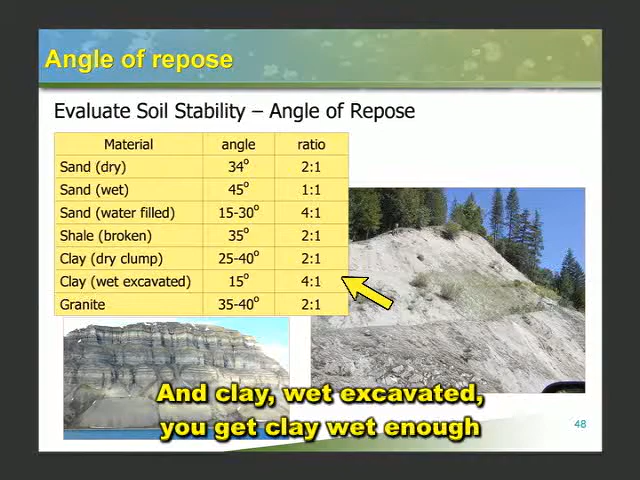 Angle of repose
Evaluate Soil Stability – Angle of Repose
Material angle ratio
Sand (dry) 34° 2:1
Sand (wet) 45° 1:1
Sand (water filled) 15-30° 4:1
Shale (broken) 35° 2:1
Clay (dry clump) 25-40° 2:1
Clay (wet excavated) 15° 4:1
Granite 35-40° 2:1
And clay, wet excavated,
you get clay wet enough
48